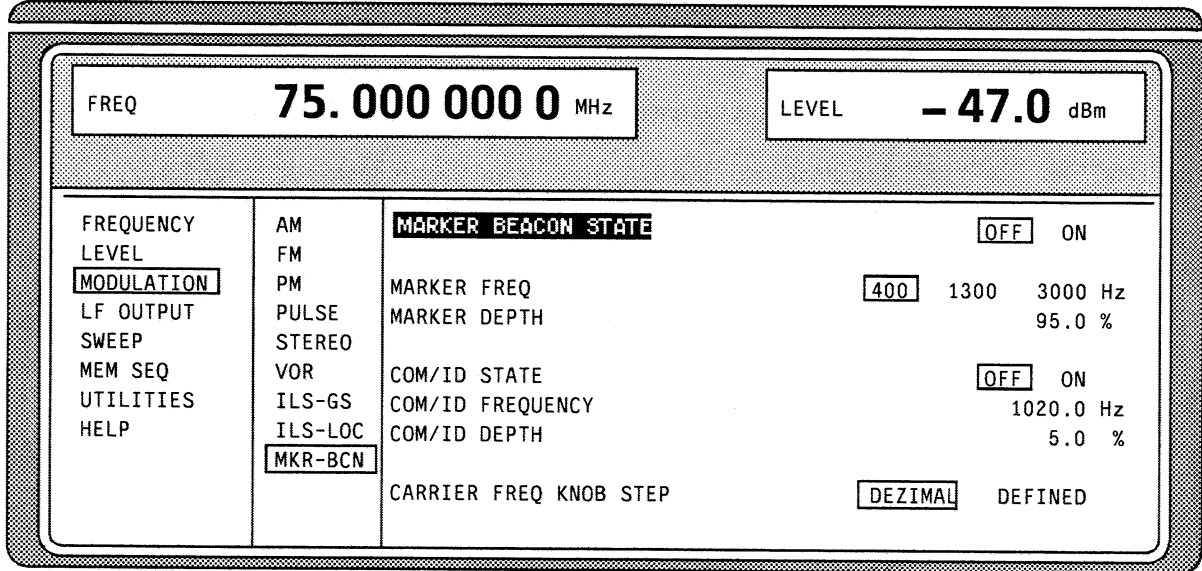 FREQ 75. 000 000 0 MHz LEVEL – 47.0 dBm
FREQUENCY AM MARKER BEACON STATE OFF ON
LEVEL FM
MODULATION PM MARKER FREQ 400 1300 3000 Hz
LF OUTPUT PULSE MARKER DEPTH 95.0 %
SWEEP STEREO
MEM SEQ VOR COM/ID STATE OFF ON
UTILITIES ILS-GS COM/ID FREQUENCY 1020.0 Hz
HELP ILS-LOC COM/ID DEPTH 5.0 %
MKR-BCN
CARRIER FREQ KNOB STEP DEZIMAL DEFINED